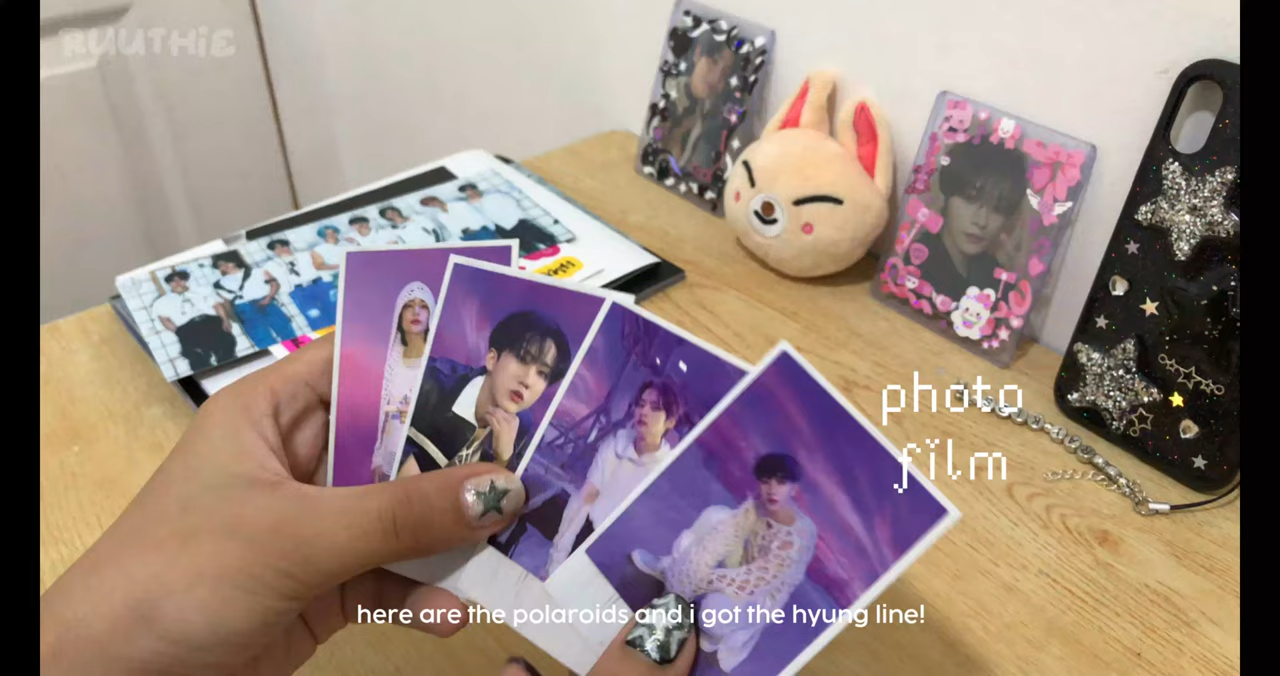 RUUTHiE
photo
film
here are the polaroids and i got the hyung line!